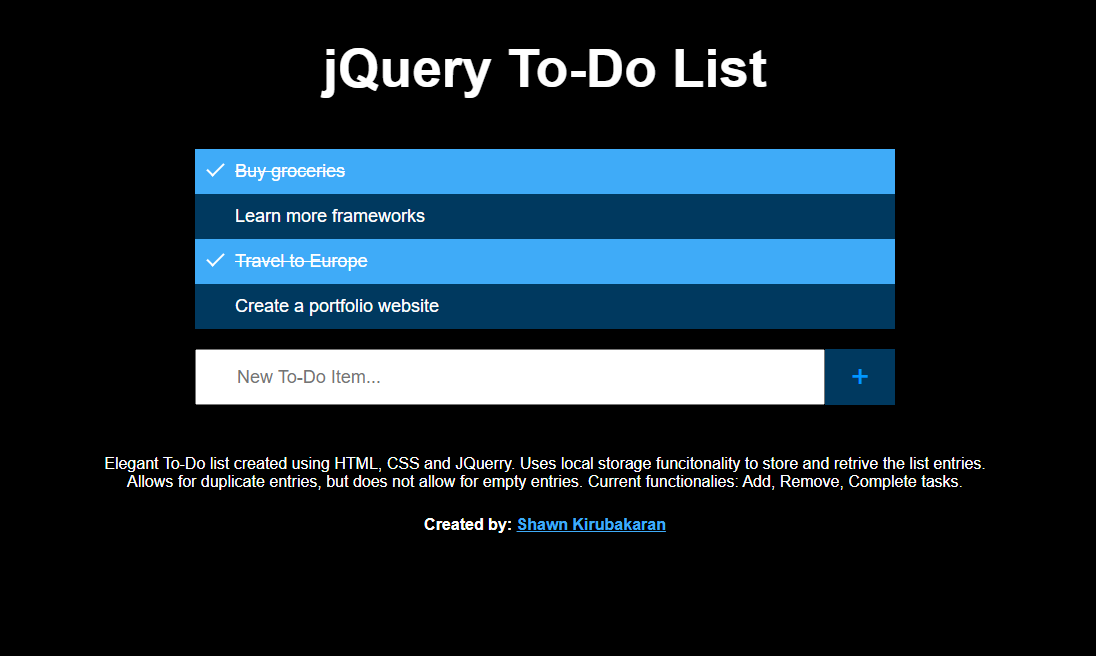 jQuery To-Do List
Buy groceries
Learn more frameworks
Travel to Europe
Create a portfolio website
New To-Do Item...
+
Elegant To-Do list created using HTML, CSS and JQuerry. Uses local storage funcitonality to store and retrive the list entries.
Allows for duplicate entries, but does not allow for empty entries. Current functionalies: Add, Remove, Complete tasks.
Created by: Shawn Kirubakaran